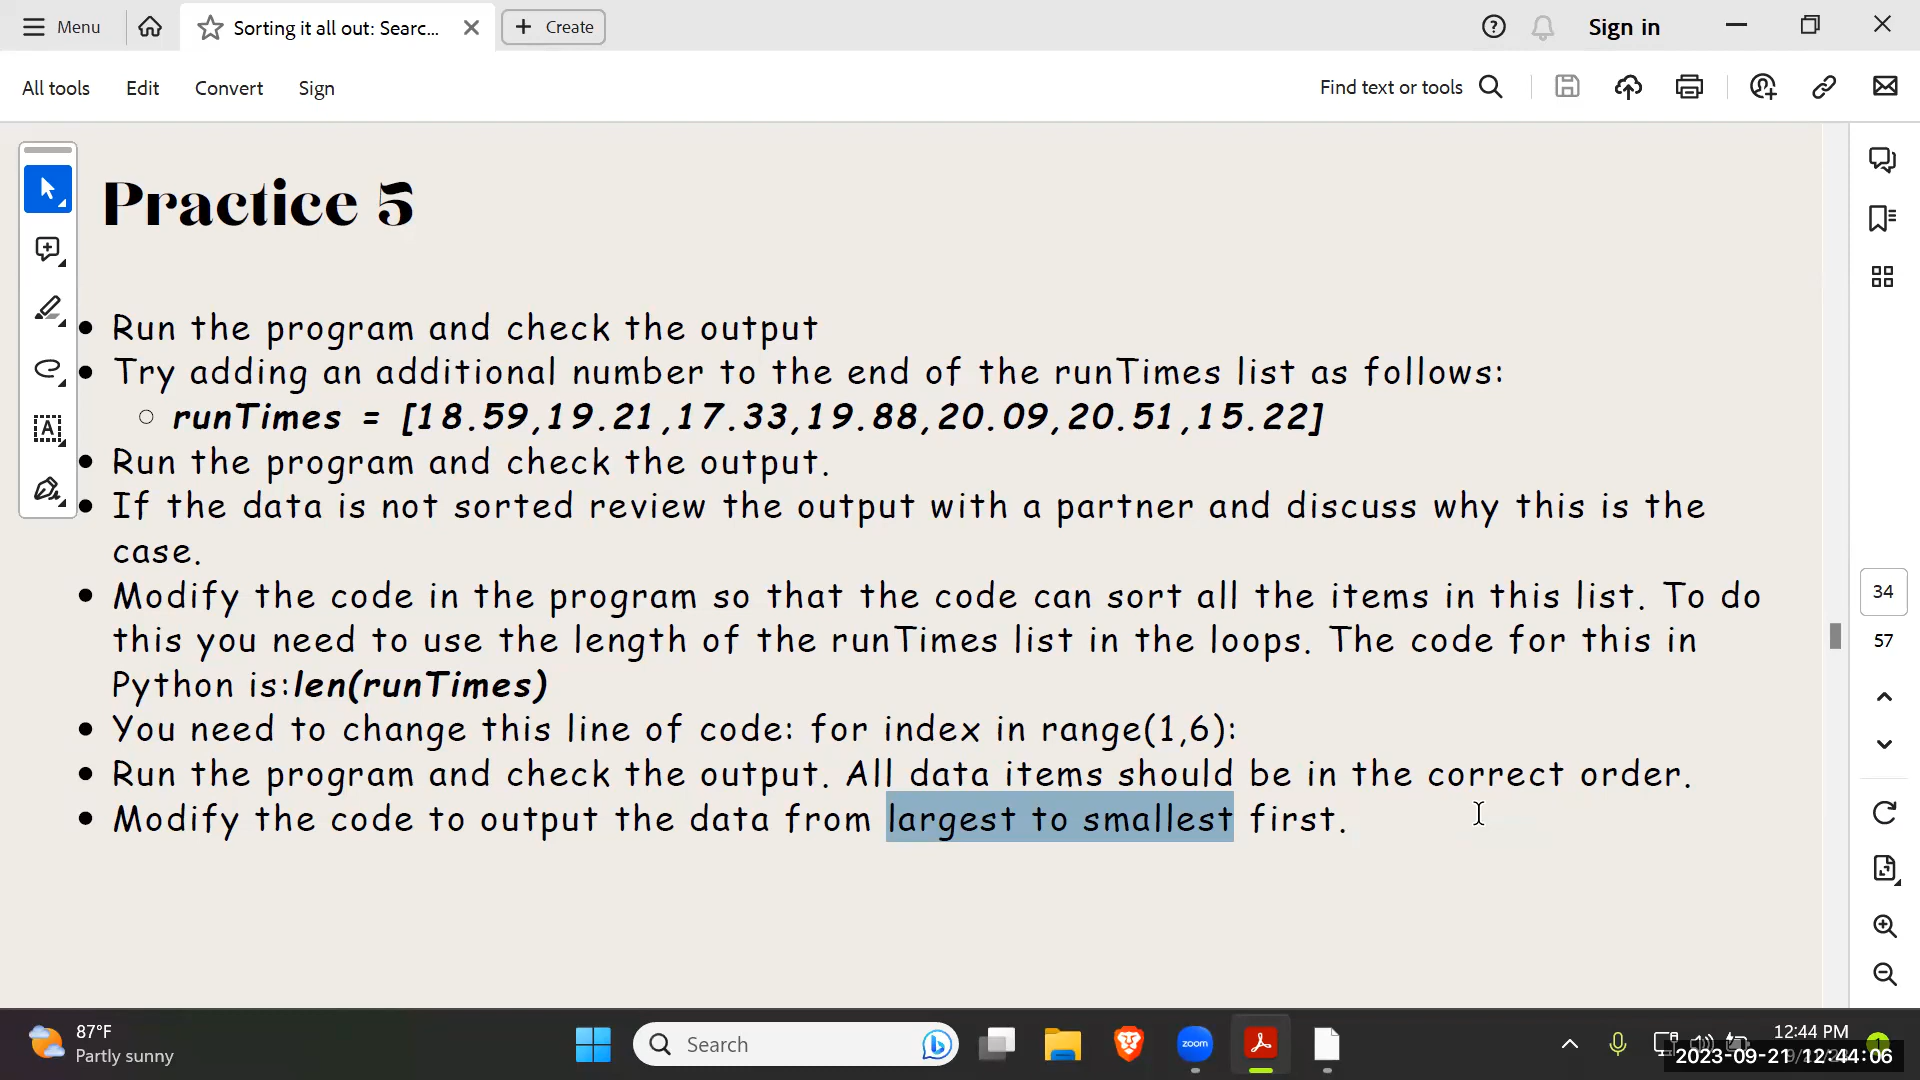 Menu
Sorting it all out: Searc...
Create
Sign in
All tools
Edit
Convert
Sign
Find text or tools
Practice 5
• Run the program and check the output
• Try adding an additional number to the end of the runTimes list as follows:
○ runTimes = [18.59,19.21,17.33,19.88,20.09,20.51,15.22]
• Run the program and check the output.
• If the data is not sorted review the output with a partner and discuss why this is the
case.
• Modify the code in the program so that the code can sort all the items in this list. To do
this you need to use the length of the runTimes list in the loops. The code for this in
Python is:len(runTimes)
• You need to change this line of code: for index in range(1,6):
• Run the program and check the output. All data items should be in the correct order.
• Modify the code to output the data from largest to smallest first.
34
57
87°F
Partly sunny
Search
zoom
12:44 PM
2023-09-21 12:44:06